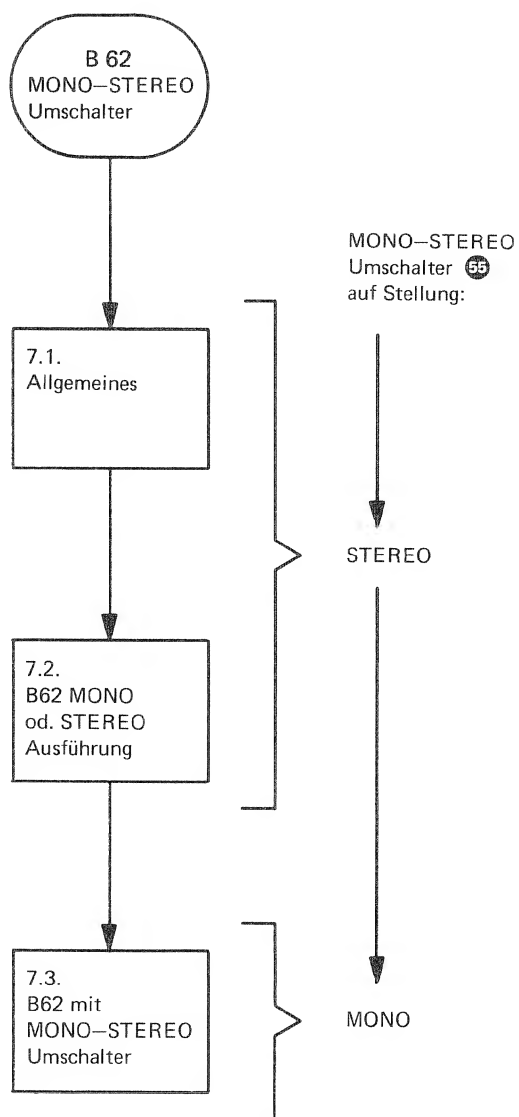 B 62
MONO–STEREO
Umschalter
MONO–STEREO
Umschalter 55
auf Stellung:
7.1.
Allgemeines
STEREO
7.2.
B62 MONO
od. STEREO
Ausführung
7.3.
B62 mit
MONO–STEREO
Umschalter
MONO